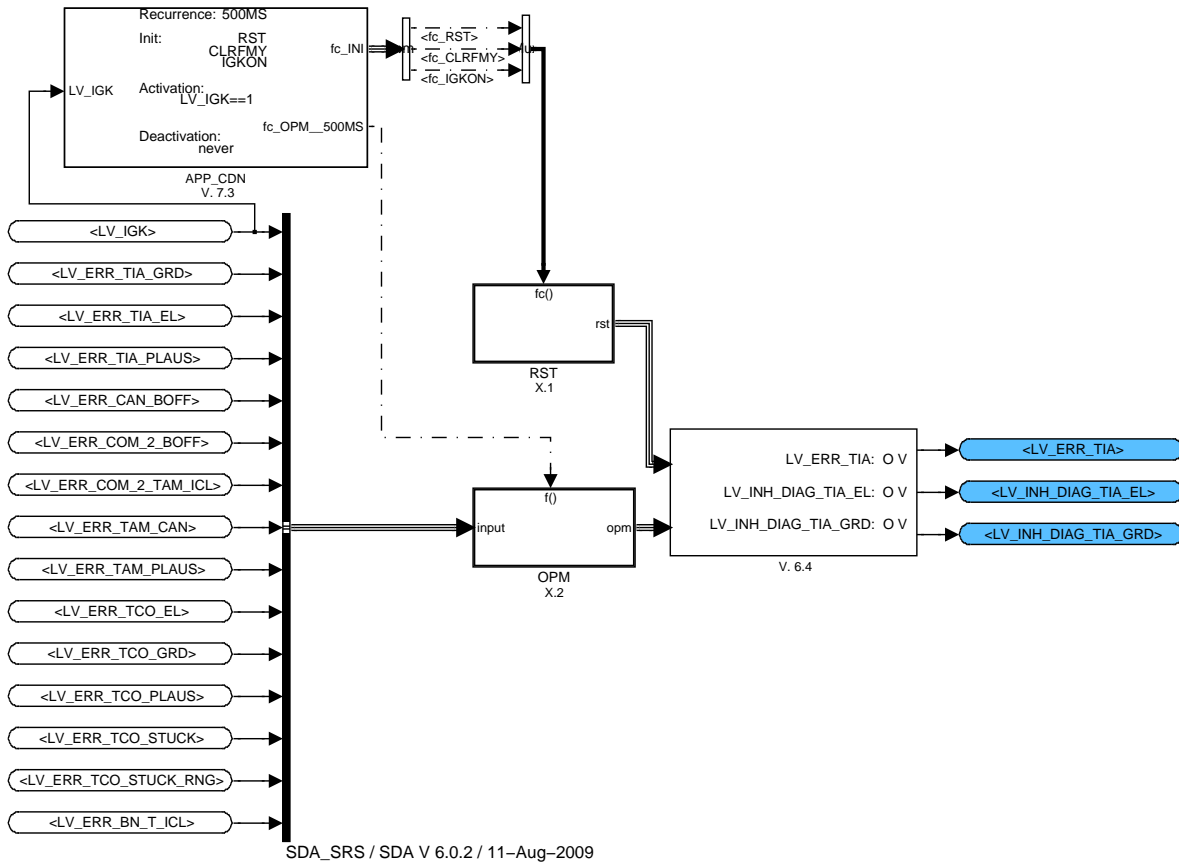 Recurrence: 500MS
Init: RST
CLRFMY
IGKON
fc_INI
<fc_RST>
<fc_CLRFMY>
<fc_IGKON>
LV_IGK
Activation:
LV_IGK==1
fc_OPM__500MS
Deactivation:
never
APP_CDN
V. 7.3
<LV_IGK>
<LV_ERR_TIA_GRD>
<LV_ERR_TIA_EL>
<LV_ERR_TIA_PLAUS>
<LV_ERR_CAN_BOFF>
<LV_ERR_COM_2_BOFF>
<LV_ERR_COM_2_TAM_ICL>
<LV_ERR_TAM_CAN>
<LV_ERR_TAM_PLAUS>
<LV_ERR_TCO_EL>
<LV_ERR_TCO_GRD>
<LV_ERR_TCO_PLAUS>
<LV_ERR_TCO_STUCK>
<LV_ERR_TCO_STUCK_RNG>
<LV_ERR_BN_T_ICL>
fc()
rst
RST
X.1
f()
input
opm
OPM
X.2
LV_ERR_TIA: O V
LV_INH_DIAG_TIA_EL: O V
LV_INH_DIAG_TIA_GRD: O V
V. 6.4
<LV_ERR_TIA>
<LV_INH_DIAG_TIA_EL>
<LV_INH_DIAG_TIA_GRD>
SDA_SRS / SDA V 6.0.2 / 11–Aug–2009